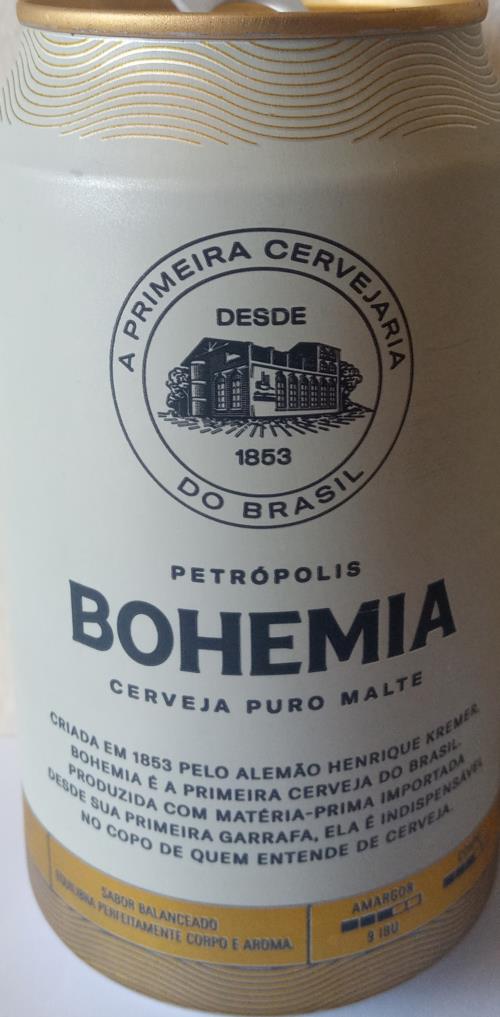 A PRIMEIRA CERVEJARIA
DESDE
1853
DO BRASIL
PETRÓPOLIS
BOHEMIA
CERVEJA PURO MALTE
CRIADA EM 1853 PELO ALEMÃO HENRIQUE KREMER,
BOHEMIA É A PRIMEIRA CERVEJA DO BRASIL.
PRODUZIDA COM MATÉRIA-PRIMA IMPORTADA
DESDE SUA PRIMEIRA GARRAFA, ELA É INDISPENSÁVEL
NO COPO DE QUEM ENTENDE DE CERVEJA.
SABOR BALANCEADO
EQUILIBRA PERFEITAMENTE CORPO E AROMA.
AMARGOR
9 IBU